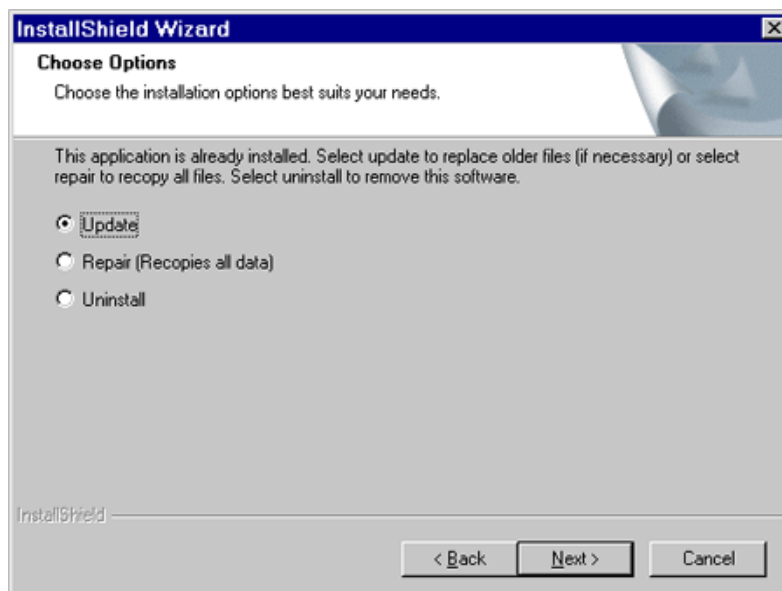 InstallShield Wizard
Choose Options
Choose the installation options best suits your needs.
This application is already installed. Select update to replace older files (if necessary) or select
repair to recopy all files. Select uninstall to remove this software.
Update
Repair (Recopies all data)
Uninstall
InstallShield
< Back Next > Cancel